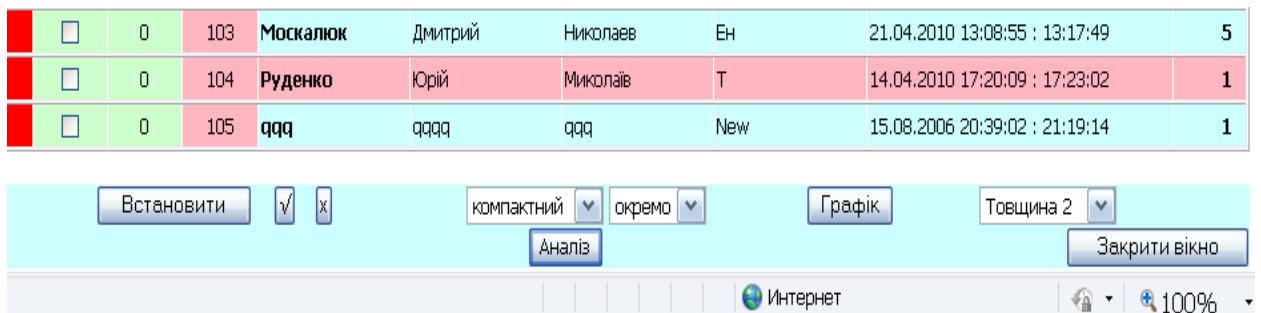 0 103 Москалюк Дмитрий Николаев Ен 21.04.2010 13:08:55 : 13:17:49 5
0 104 Руденко Юрій Миколаїв Т 14.04.2010 17:20:09 : 17:23:02 1
0 105 qqq qqqq qqq New 15.08.2006 20:39:02 : 21:19:14 1
Встановити √ x компактний окремо Графік Товщина 2
Аналіз Закрити вікно
Интернет 100%